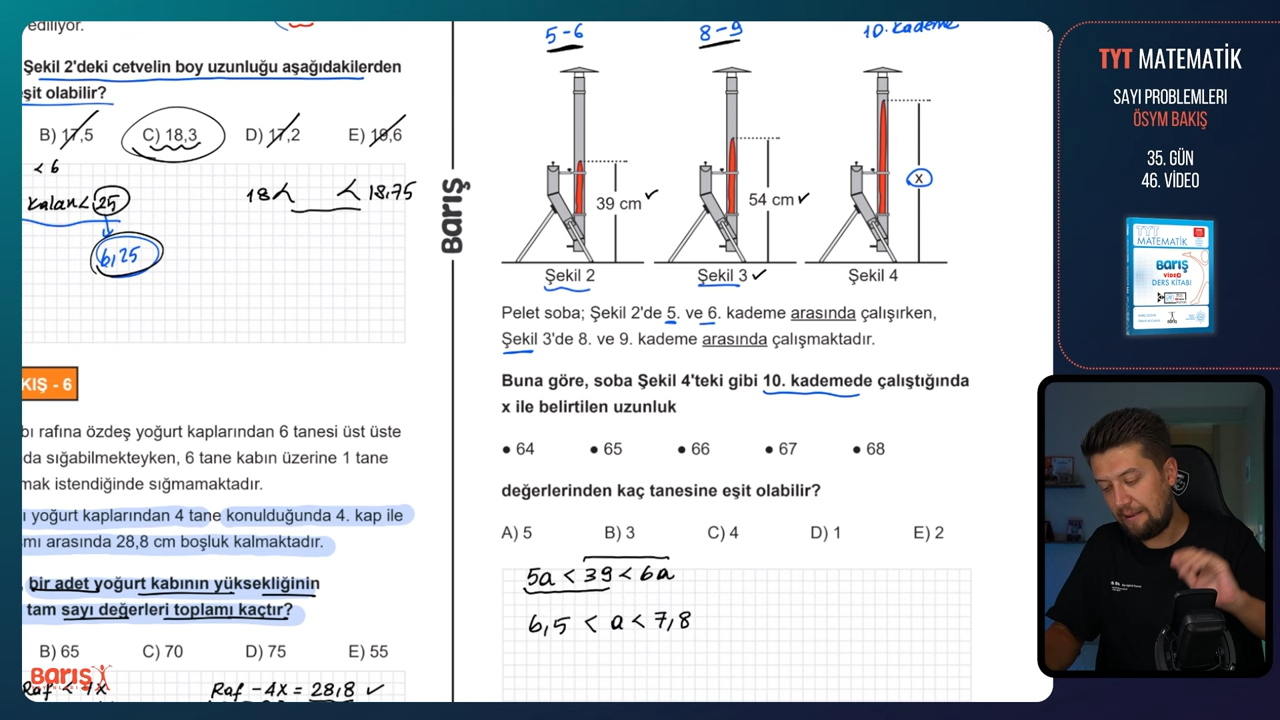 ediliyor.
Şekil 2'deki cetvelin boy uzunluğu aşağıdakilerden
eşit olabilir?
B) 17,5
C) 18,3
D) 17,2
E) 19,6
< 6
Kalan < 25
6,25
18 < < 18,75
KIŞ - 6
bı rafına özdeş yoğurt kaplarından 6 tanesi üst üste
da sığabilmekteyken, 6 tane kabın üzerine 1 tane
mak istendiğinde sığmamaktadır.
ı yoğurt kaplarından 4 tane konulduğunda 4. kap ile
mı arasında 28,8 cm boşluk kalmaktadır.
bir adet yoğurt kabının yüksekliğinin
tam sayı değerleri toplamı kaçtır?
B) 65
C) 70
D) 75
E) 55
Raf < 7x
Raf - 4x = 28,8 ✓
BARIŞ
BARIŞ
5-6
8-9
10. kademe
39 cm ✓
54 cm ✓
x
Şekil 2
Şekil 3 ✓
Şekil 4
Pelet soba; Şekil 2'de 5. ve 6. kademe arasında çalışırken,
Şekil 3'de 8. ve 9. kademe arasında çalışmaktadır.
Buna göre, soba Şekil 4'teki gibi 10. kademede çalıştığında
x ile belirtilen uzunluk
• 64 • 65 • 66 • 67 • 68
değerlerinden kaç tanesine eşit olabilir?
A) 5
B) 3
C) 4
D) 1
E) 2
5a < 39 < 6a
6,5 < a < 7,8
TYT MATEMATİK
SAYI PROBLEMLERI
ÖSYM BAKIŞ
35. GÜN
46. VİDEO
TYT
MATEMATİK
BARIŞ
VİDEO
DERS KİTABI